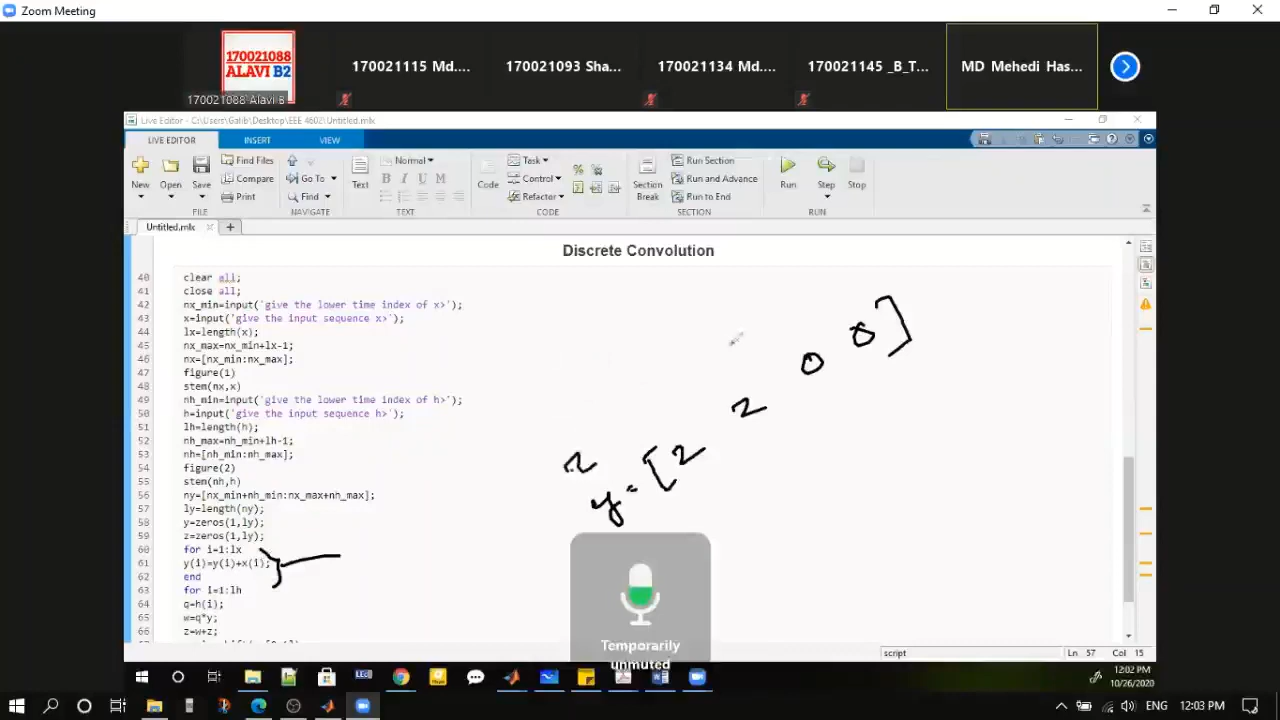 Zoom Meeting
170021088
ALAVI B2
170021088 Alavi B
170021115 Md....
170021093 Sha...
170021134 Md....
170021145 _B_T...
MD Mehedi Has...
Live Editor - C:\Users\Galib\Desktop\EEE 4602\Untitled.mlx
LIVE EDITOR INSERT VIEW
New Open Save
Find Files
Compare
Print
FILE
Go To
Find
NAVIGATE
Text
Normal
B I U M
TEXT
Code
Task
Control
Refactor
CODE
Section
Break
Run Section
Run and Advance
Run to End
SECTION
Run Step Stop
RUN
Untitled.mlx
Discrete Convolution
40 clear all;
41 close all;
42 nx_min=input('give the lower time index of x>');
43 x=input('give the input sequence x>');
44 lx=length(x);
45 nx_max=nx_min+lx-1;
46 nx=[nx_min:nx_max];
47 figure(1)
48 stem(nx,x)
49 nh_min=input('give the lower time index of h>');
50 h=input('give the input sequence h>');
51 lh=length(h);
52 nh_max=nh_min+lh-1;
53 nh=[nh_min:nh_max];
54 figure(2)
55 stem(nh,h)
56 ny=[nx_min+nh_min:nx_max+nh_max];
57 ly=length(ny);
58 y=zeros(1,ly);
59 z=zeros(1,ly);
60 for i=1:lx
61 y(i)=y(i)+x(i);
62 end
63 for i=1:lh
64 q=h(i);
65 w=q*y;
66 z=w+z;
2
y=[2 2 0 0]
Temporarily
unmuted
script
Ln 57 Col 15
12:02 PM
10/26/2020
ENG 12:03 PM